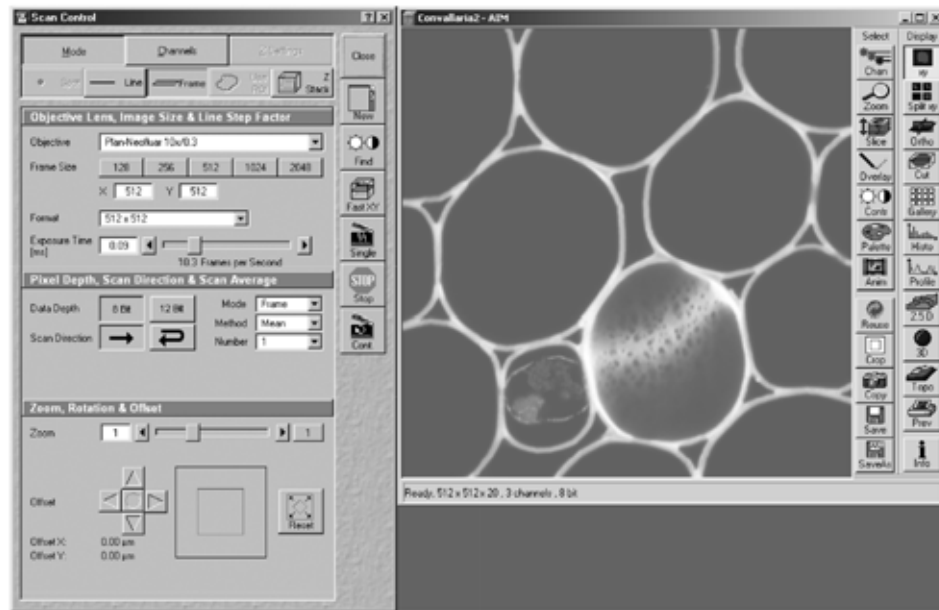 Scan Control
Mode
Channels
Z Settings
Line
Frame
Z
Stack
Objective Lens, Image Size & Line Step Factor
Objective
Plan-Neofluar 10x/0.3
Frame Size
128 256 512 1024 2048
X 512 Y 512
Format
512 x 512
Exposure Time
[ms]
0.09
10.3 Frames per Second
Pixel Depth, Scan Direction & Scan Average
Data Depth
8 Bit
12 Bit
Scan Direction
Mode Frame
Method Mean
Number 1
Zoom, Rotation & Offset
Zoom
1
1
Offset
Reset
Offset X: 0.00 µm
Offset Y: 0.00 µm
Close
New
Find
Fast XY
Single
STOP
Stop
Cont.
Convallaria2 - AIM
Select
Chan
Zoom
Slice
Overlay
Contr
Palette
Anim
Reuse
Crop
Copy
Save
SaveAs
Display
xy
Split xy
Ortho
Cut
Gallery
Histo
Profile
2.5 D
3D
Topo
Prev
Info
Ready, 512 x 512 x 20 , 3 channels , 8 bit